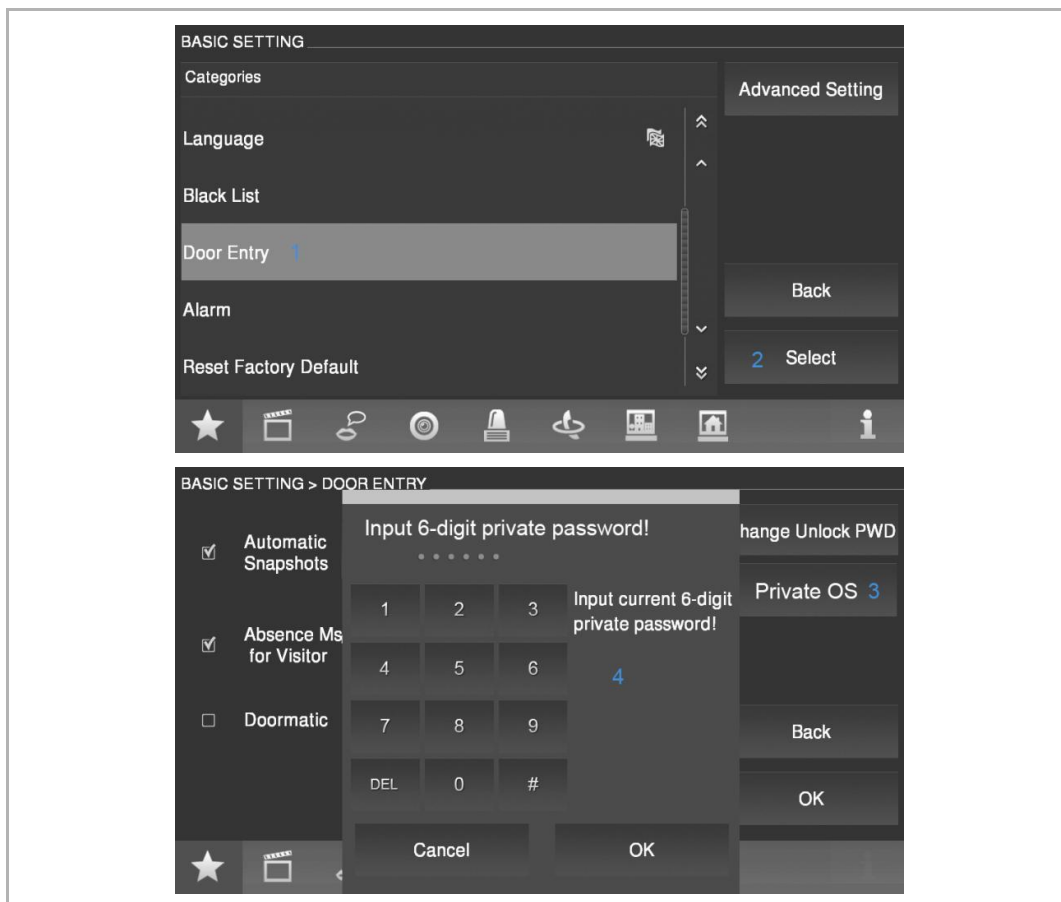 BASIC SETTING
Categories
Advanced Setting
Language
Black List
Door Entry 1
Back
Alarm
2 Select
Reset Factory Default
BASIC SETTING > DOOR ENTRY
Input 6-digit private password!
hange Unlock PWD
Automatic
Snapshots
Private OS 3
1 2 3
Input current 6-digit
private password!
Absence Ms
for Visitor
4 5 6
4
Doormatic
7 8 9
Back
DEL 0 #
OK
Cancel OK